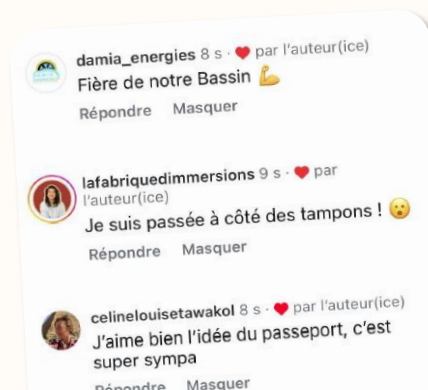 damia_energies 8 s · ❤️ par l'auteur(ice)
Fière de notre Bassin 💪
Répondre Masquer
lafabriquedimmersions 9 s · ❤️ par
l'auteur(ice)
Je suis passée à côté des tampons ! 😮
Répondre Masquer
celinelouisetawakol 8 s · ❤️ par l'auteur(ice)
J'aime bien l'idée du passeport, c'est
super sympa
Répondre Masquer